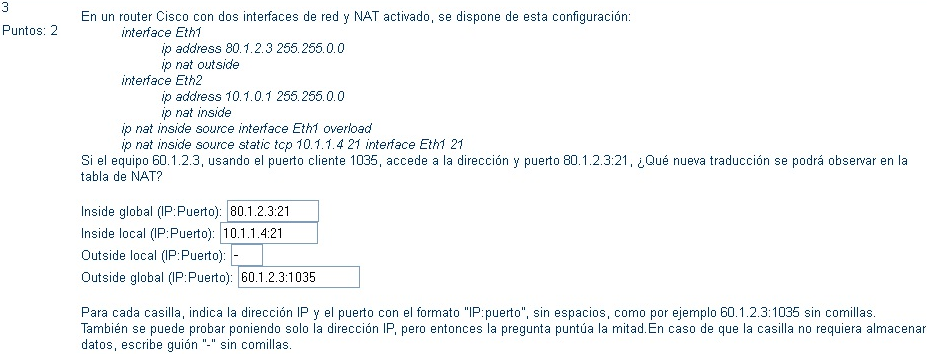 3
Puntos: 2
En un router Cisco con dos interfaces de red y NAT activado, se dispone de esta configuración:
interface Eth1
ip address 80.1.2.3 255.255.0.0
ip nat outside
interface Eth2
ip address 10.1.0.1 255.255.0.0
ip nat inside
ip nat inside source interface Eth1 overload
ip nat inside source static tcp 10.1.1.4 21 interface Eth1 21
Si el equipo 60.1.2.3, usando el puerto cliente 1035, accede a la dirección y puerto 80.1.2.3:21, ¿Qué nueva traducción se podrá observar en la
tabla de NAT?
Inside global (IP:Puerto): 80.1.2.3:21
Inside local (IP:Puerto): 10.1.1.4:21
Outside local (IP:Puerto): -
Outside global (IP:Puerto): 60.1.2.3:1035
Para cada casilla, indica la dirección IP y el puerto con el formato "IP:puerto", sin espacios, como por ejemplo 60.1.2.3:1035 sin comillas.
También se puede probar poniendo solo la dirección IP, pero entonces la pregunta puntúa la mitad.En caso de que la casilla no requiera almacenar
datos, escribe guión "-" sin comillas.